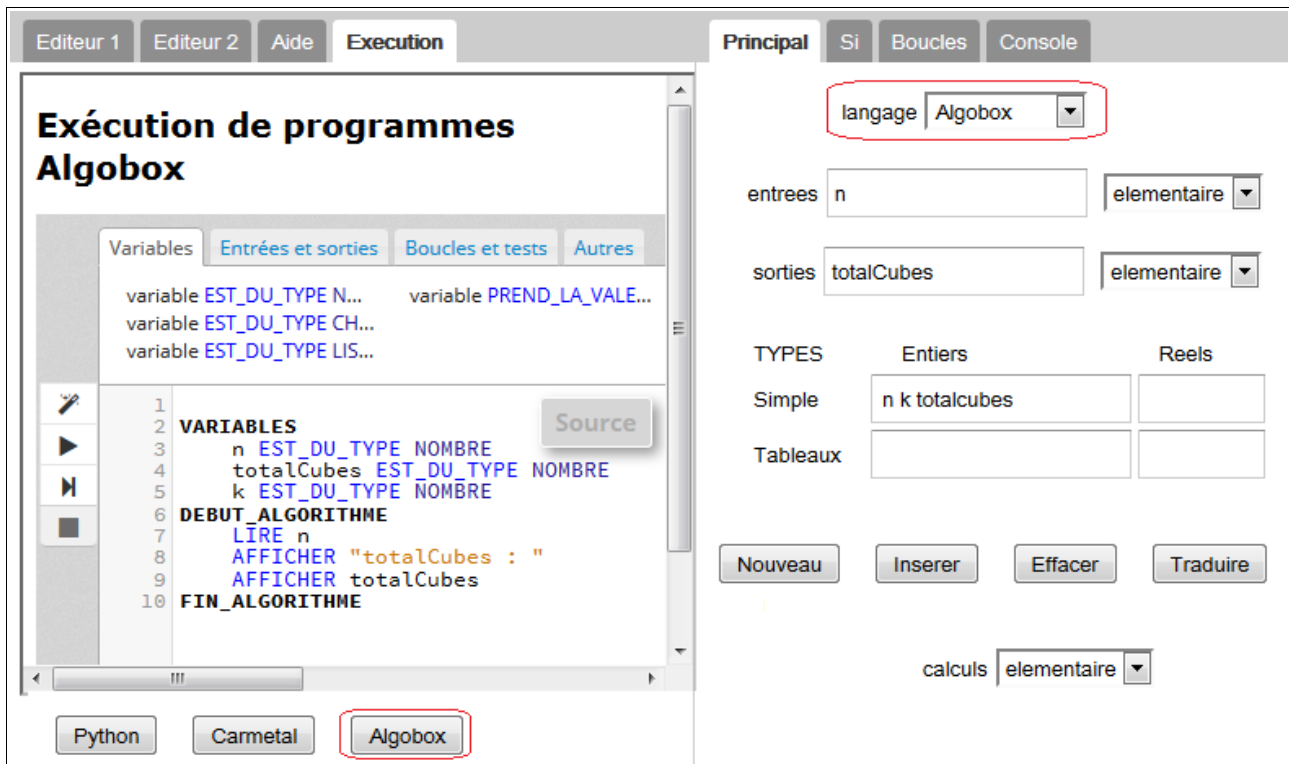 Editeur 1 Editeur 2 Aide Execution
Exécution de programmes
Algobox
Variables Entrées et sorties Boucles et tests Autres
variable EST_DU_TYPE N... variable PREND_LA_VALE...
variable EST_DU_TYPE CH...
variable EST_DU_TYPE LIS...
Source
1
2 VARIABLES
3 n EST_DU_TYPE NOMBRE
4 totalCubes EST_DU_TYPE NOMBRE
5 k EST_DU_TYPE NOMBRE
6 DEBUT_ALGORITHME
7 LIRE n
8 AFFICHER "totalCubes : "
9 AFFICHER totalCubes
10 FIN_ALGORITHME
Python Carmetal Algobox
Principal Si Boucles Console
langage Algobox
entrees n elementaire
sorties totalCubes elementaire
TYPES Entiers Reels
Simple n k totalcubes
Tableaux
Nouveau Inserer Effacer Traduire
calculs elementaire